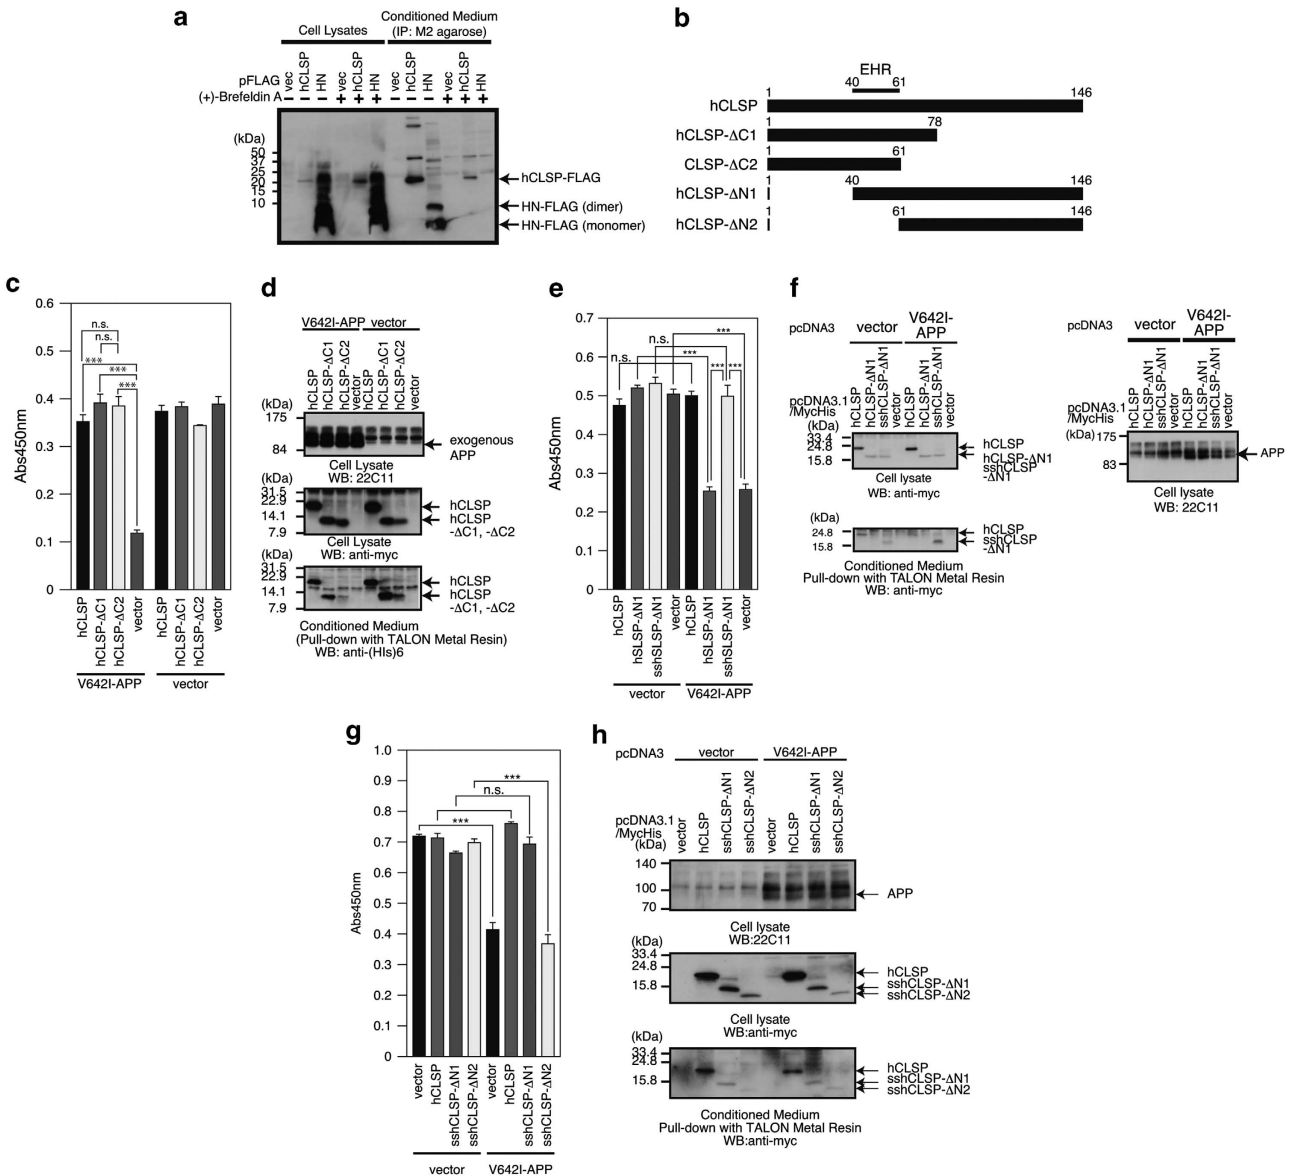 a
Cell Lysates
Conditioned Medium
(IP: M2 agarose)
pFLAG
vec
hCLSP
HN
vec
hCLSP
HN
vec
hCLSP
HN
vec
hCLSP
HN
(+)-Brefeldin A
− − − + + + − − − + + +
(kDa)
50
37
25
20
15
10
hCLSP-FLAG
HN-FLAG (dimer)
HN-FLAG (monomer)
b
EHR
40 61
1 146
hCLSP
1 78
hCLSP-ΔC1
1 61
CLSP-ΔC2
1 40 146
hCLSP-ΔN1
1 61 146
hCLSP-ΔN2
c
0.6
0.5
0.4
0.3
0.2
0.1
0
Abs450nm
n.s.
n.s.
***
***
***
hCLSP
hCLSP-ΔC1
hCLSP-ΔC2
vector
hCLSP
hCLSP-ΔC1
hCLSP-ΔC2
vector
V642I-APP
vector
d
V642I-APP vector
hCLSP
hCLSP-ΔC1
hCLSP-ΔC2
vector
hCLSP
hCLSP-ΔC1
hCLSP-ΔC2
vector
(kDa)
175
84
exogenous
APP
Cell Lysate
WB: 22C11
(kDa)
31.5
22.9
14.1
7.9
hCLSP
hCLSP
-ΔC1, -ΔC2
Cell Lysate
WB: anti-myc
(kDa)
31.5
22.9
14.1
7.9
hCLSP
hCLSP
-ΔC1, -ΔC2
Conditioned Medium
(Pull-down with TALON Metal Resin)
WB: anti-(HIs)6
e
0.7
0.6
0.5
0.4
0.3
0.2
0.1
0
Abs450nm
***
n.s.
***
n.s.
***
***
hCLSP
hSLSP-ΔN1
sshSLSP-ΔN1
vector
hCLSP
hSLSP-ΔN1
sshSLSP-ΔN1
vector
vector
V642I-APP
f
pcDNA3
vector
V642I-
APP
pcDNA3.1
/MycHis
hCLSP
hCLSP-ΔN1
sshCLSP-ΔN1
vector
hCLSP
hCLSP-ΔN1
sshCLSP-ΔN1
vector
(kDa)
33.4
24.8
15.8
hCLSP
hCLSP-ΔN1
sshCLSP
-ΔN1
Cell lysate
WB: anti-myc
(kDa)
24.8
15.8
hCLSP
sshCLSP
-ΔN1
Conditioned Medium
Pull-down with TALON Metal Resin
WB: anti-myc
pcDNA3
vector
V642I-
APP
pcDNA3.1
/MycHis
hCLSP
hCLSP-ΔN1
sshCLSP-ΔN1
vector
hCLSP
hCLSP-ΔN1
sshCLSP-ΔN1
vector
(kDa)
175
83
APP
Cell lysate
WB: 22C11
g
1.0
0.9
0.8
0.7
0.6
0.5
0.4
0.3
0.2
0.1
0
Abs450nm
***
n.s.
***
vector
hCLSP
sshCLSP-ΔN1
sshCLSP-ΔN2
vector
hCLSP
sshCLSP-ΔN1
sshCLSP-ΔN2
vector
V642I-APP
h
pcDNA3
vector
V642I-APP
pcDNA3.1
/MycHis
vector
hCLSP
sshCLSP-ΔN1
sshCLSP-ΔN2
vector
hCLSP
sshCLSP-ΔN1
sshCLSP-ΔN2
(kDa)
140
100
70
APP
Cell lysate
WB:22C11
(kDa)
33.4
24.8
15.8
hCLSP
sshCLSP-ΔN1
sshCLSP-ΔN2
Cell lysate
WB:anti-myc
(kDa)
33.4
24.8
15.8
hCLSP
sshCLSP-ΔN1
sshCLSP-ΔN2
Conditioned Medium
Pull-down with TALON Metal Resin
WB:anti-myc